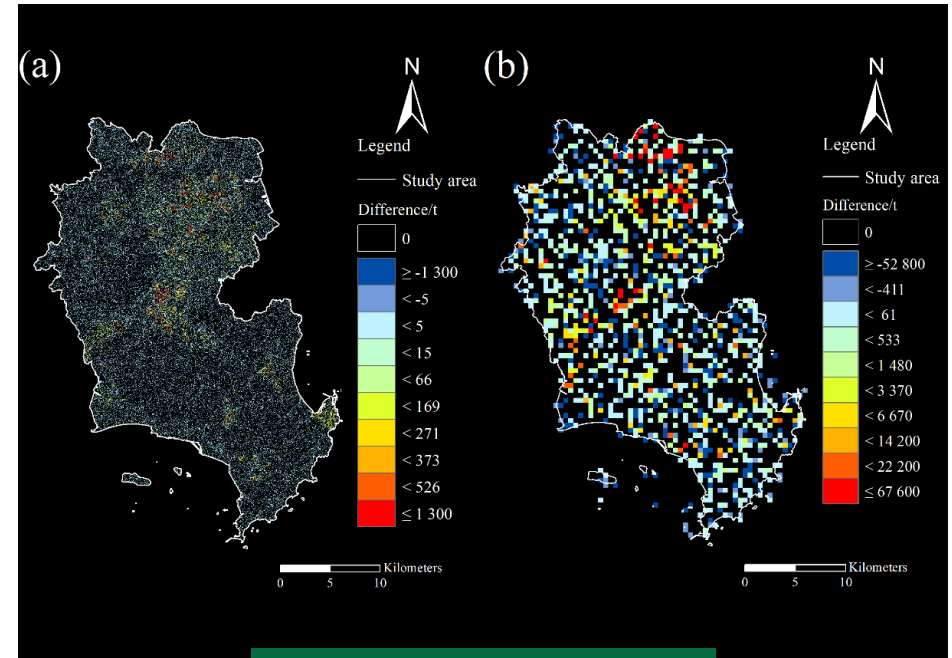 (a)
N
Legend
Study area
Difference/t
0
≥ -1 300
< -5
< 5
< 15
< 66
< 169
< 271
< 373
< 526
≤ 1 300
Kilometers
0 5 10
(b)
N
Legend
Study area
Difference/t
0
> -52 800
< -411
< 61
< 533
< 1 480
< 3 370
< 6 670
< 14 200
< 22 200
≤ 67 600
Kilometers
0 5 10